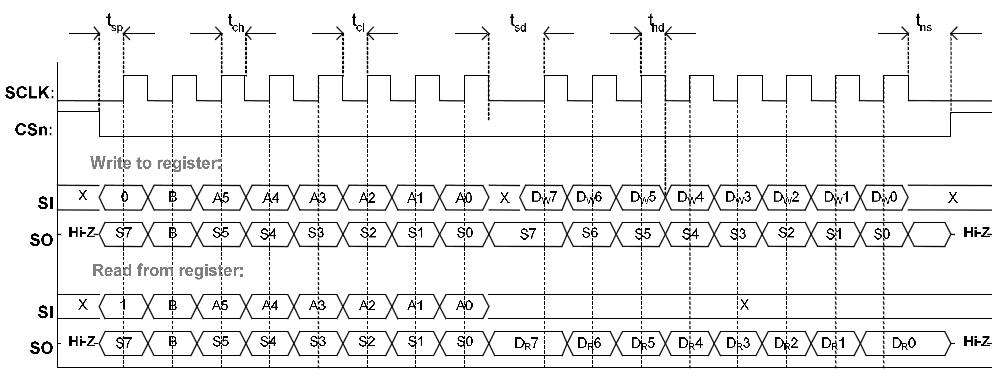 tsp tch tcl tsd thd tns
SCLK:
CSn:
Write to register:
SI X 0 B A5 A4 A3 A2 A1 A0 X DW7 DW6 DW5 DW4 DW3 DW2 DW1 DW0 X
SO Hi-Z S7 B S5 S4 S3 S2 S1 S0 S7 S6 S5 S4 S3 S2 S1 S0 Hi-Z
Read from register:
SI X 1 B A5 A4 A3 A2 A1 A0 X
SO Hi-Z S7 B S5 S4 S3 S2 S1 S0 DR7 DR6 DR5 DR4 DR3 DR2 DR1 DR0 Hi-Z